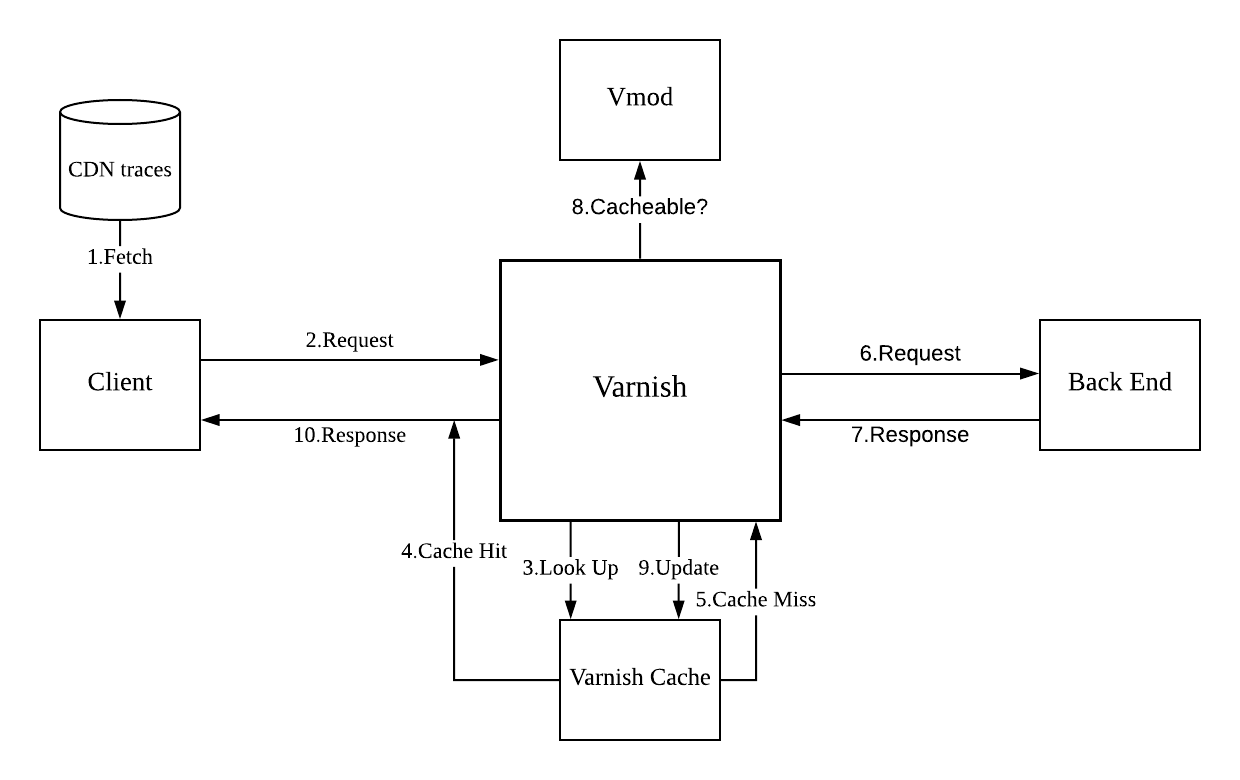 Vmod
CDN traces
8.Cacheable?
1.Fetch
2.Request
6.Request
Client
Varnish
Back End
10.Response
7.Response
4.Cache Hit
3.Look Up
9.Update
5.Cache Miss
Varnish Cache